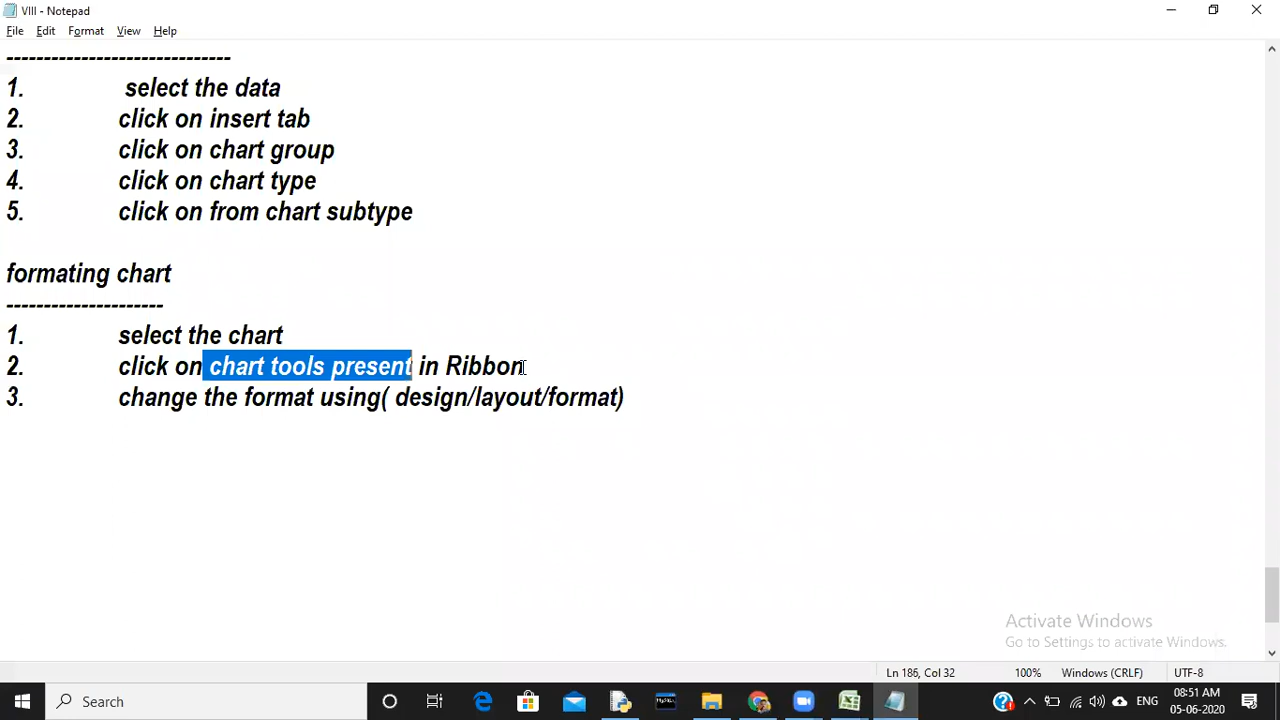 VIII - Notepad
File Edit Format View Help
------------------------------
1. select the data
2. click on insert tab
3. click on chart group
4. click on chart type
5. click on from chart subtype
formating chart
---------------------
1. select the chart
2. click on chart tools present in Ribbon
3. change the format using( design/layout/format)
Activate Windows
Go to Settings to activate Windows.
Ln 186, Col 32 100% Windows (CRLF) UTF-8
Search
ENG
08:51 AM
05-06-2020